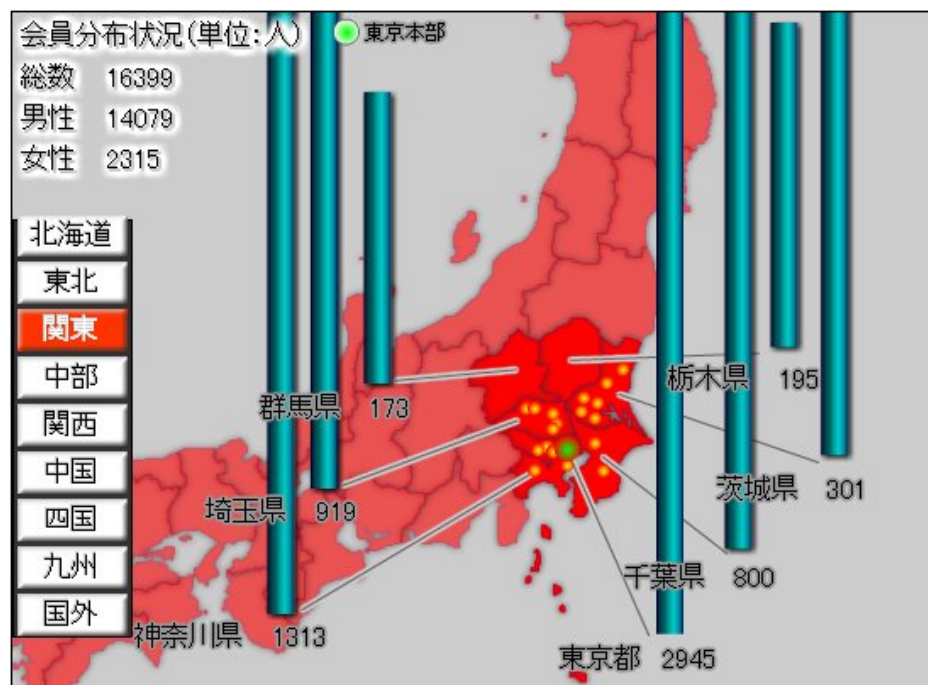 会員分布状況(単位:人)
東京本部
総数 16399
男性 14079
女性 2315
北海道
東北
関東
中部
関西
中国
四国
九州
国外
栃木県 195
群馬県 173
茨城県 301
埼玉県 919
千葉県 800
神奈川県 1313
東京都 2945